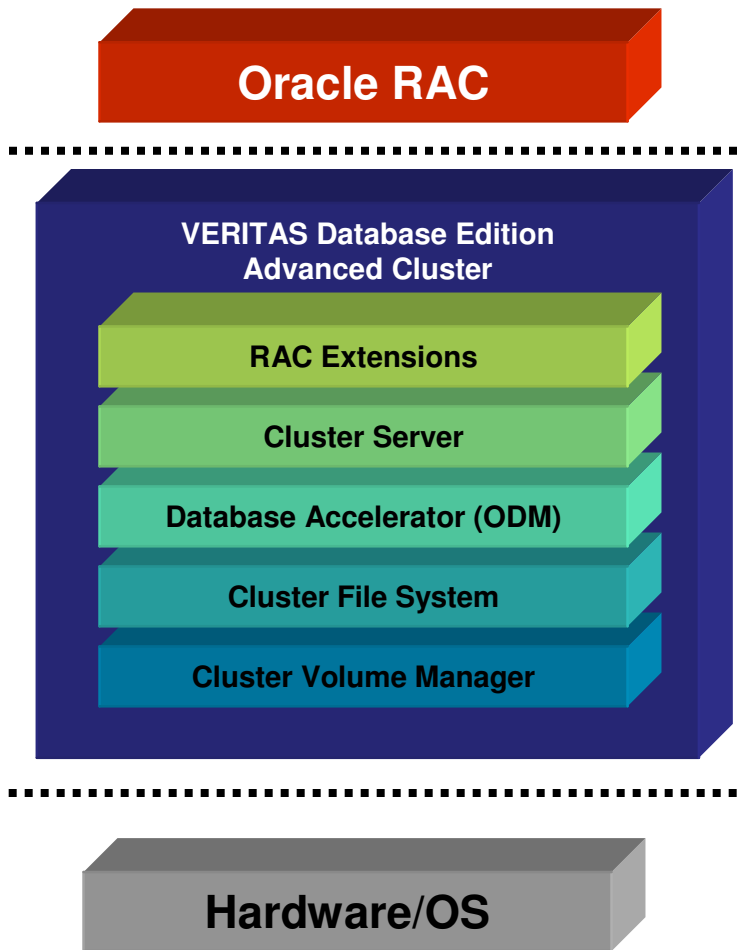 Oracle RAC
VERITAS Database Edition
Advanced Cluster
RAC Extensions
Cluster Server
Database Accelerator (ODM)
Cluster File System
Cluster Volume Manager
Hardware/OS